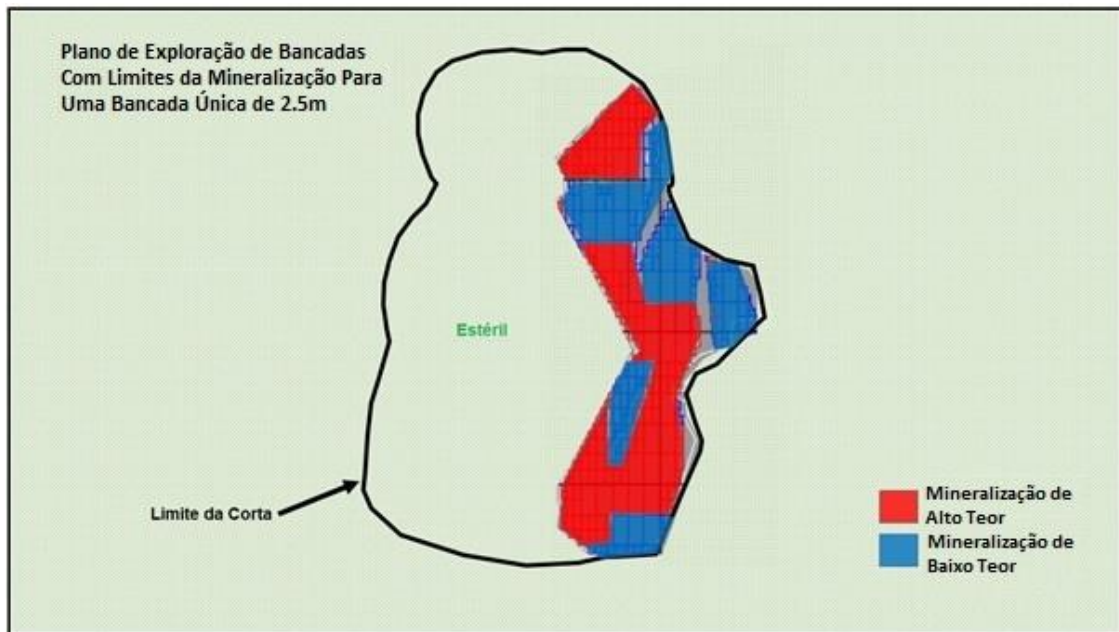 Plano de Exploração de Bancadas
Com Limites da Mineralização Para
Uma Bancada Única de 2.5m
Estéril
Limite da Corta
Mineralização de
Alto Teor
Mineralização de
Baixo Teor